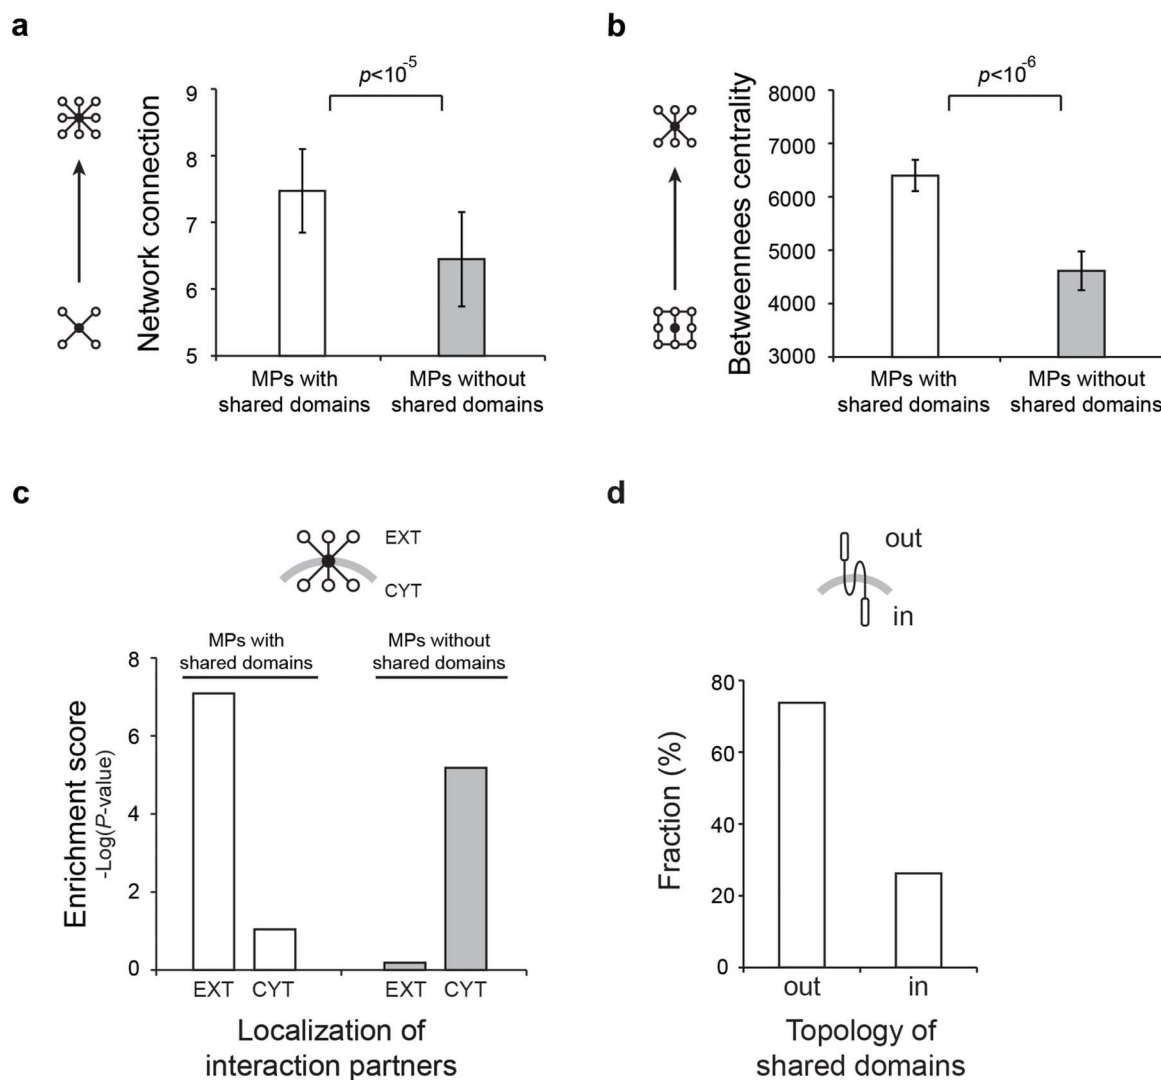 a
p<10^-5
Network connection
9
8
7
6
5
MPs with
shared domains
MPs without
shared domains
b
p<10^-6
Betweennees centrality
8000
7000
6000
5000
4000
3000
MPs with
shared domains
MPs without
shared domains
c
EXT
CYT
MPs with
shared domains
MPs without
shared domains
Enrichment score
-Log(P-value)
8
6
4
2
0
EXT CYT
EXT CYT
Localization of
interaction partners
d
out
in
Fraction (%)
80
60
40
20
0
out
in
Topology of
shared domains